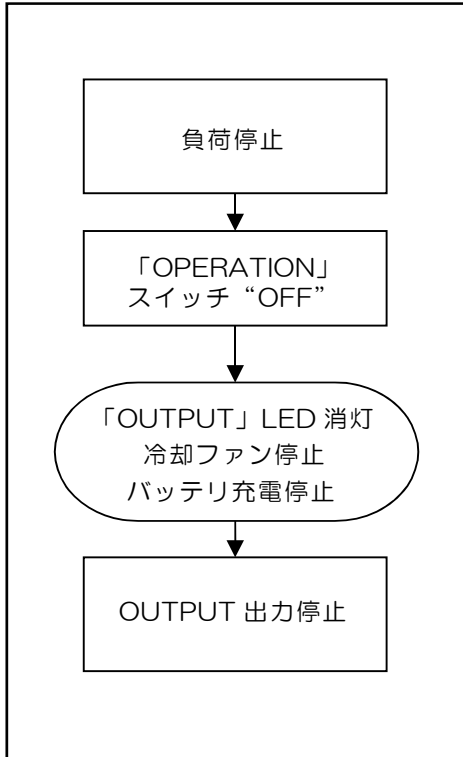 負荷停止
「OPERATION」
スイッチ“OFF”
「OUTPUT」LED 消灯
冷却ファン停止
バッテリ充電停止
OUTPUT 出力停止